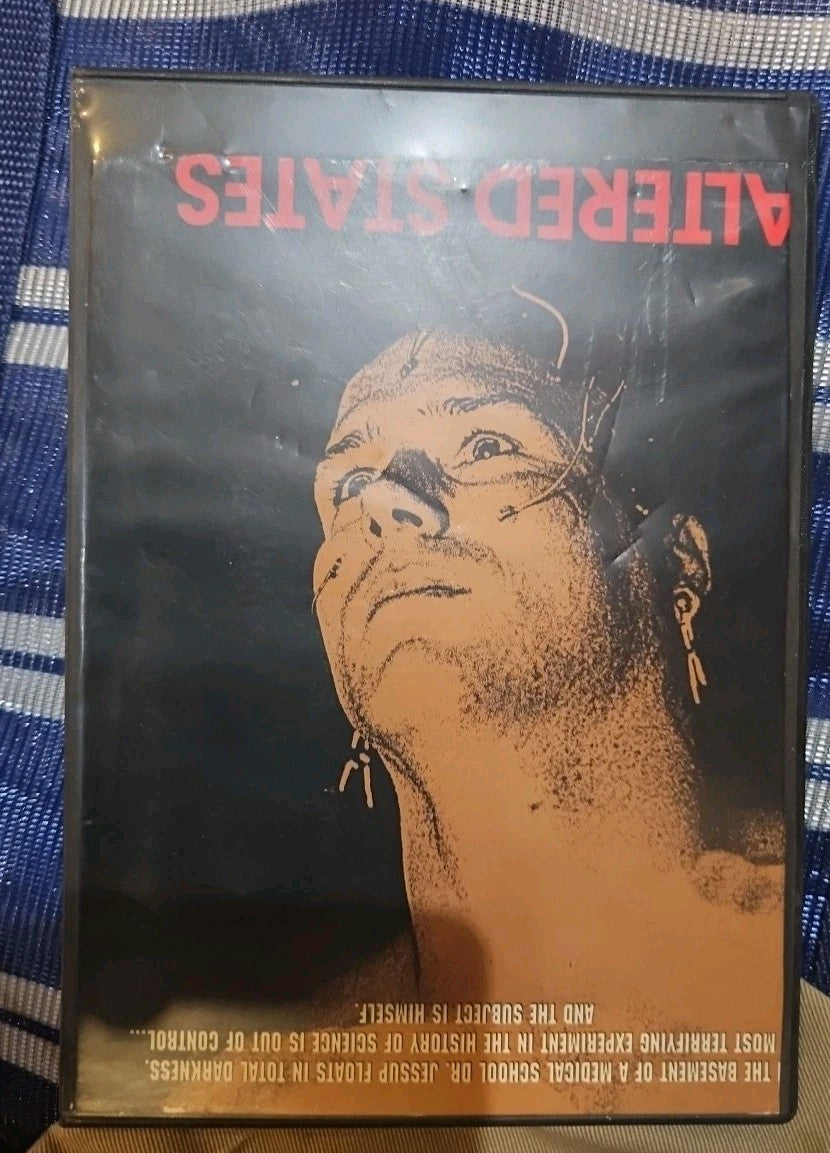 THE BASEMENT OF A MEDICAL SCHOOL DR. JESSUP FLOATS IN TOTAL DARKNESS.
MOST TERRIFYING EXPERIMENT IN THE HISTORY OF SCIENCE IS OUT OF CONTROL...
AND THE SUBJECT IS HIMSELF.
ALTERED STATES